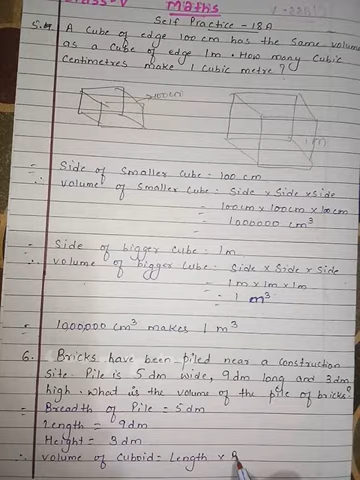 Class-V Maths
Self Practice - 18A
5. A Cube of edge 100 cm has the same volume
as a Cube of edge 1m. How many Cubic
Centimetres make 1 cubic metre?
→100cm
1m
= Side of smaller cube = 100 cm
∴ Volume of smaller Cube = Side x Side x side
= 100cm x 100cm x 100cm
= 1000000 cm³
= Side of bigger Cube = 1m
∴ Volume of bigger Cube = Side x Side x Side
= 1m x 1m x 1m
= 1 m³
= 1000000 cm³ makes 1 m³
6. Bricks have been piled near a Construction
Site. Pile is 5 dm wide, 9 dm long and 3 dm
high. What is the volume of the pile of bricks?
= Breadth of Pile = 5 dm
Length = 9 dm
Height = 3 dm
∴ Volume of Cuboid = Length x B